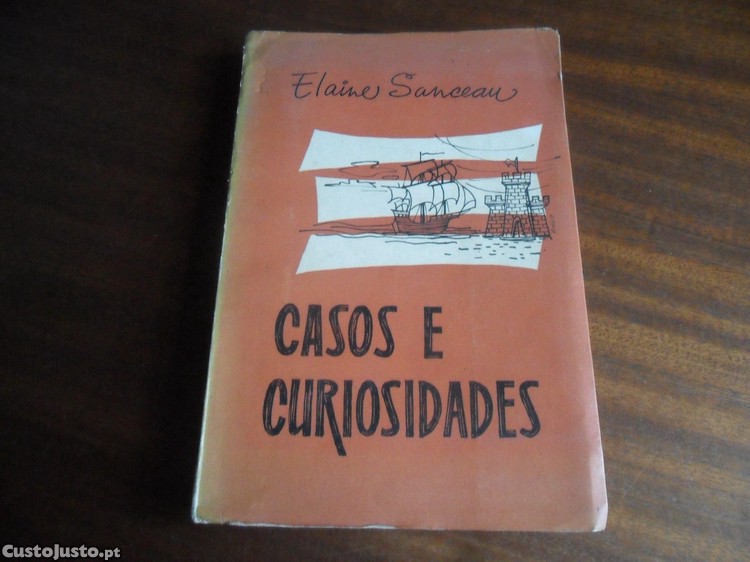 Elaine Sanceau
CASOS E
CURIOSIDADES
CustoJusto.pt